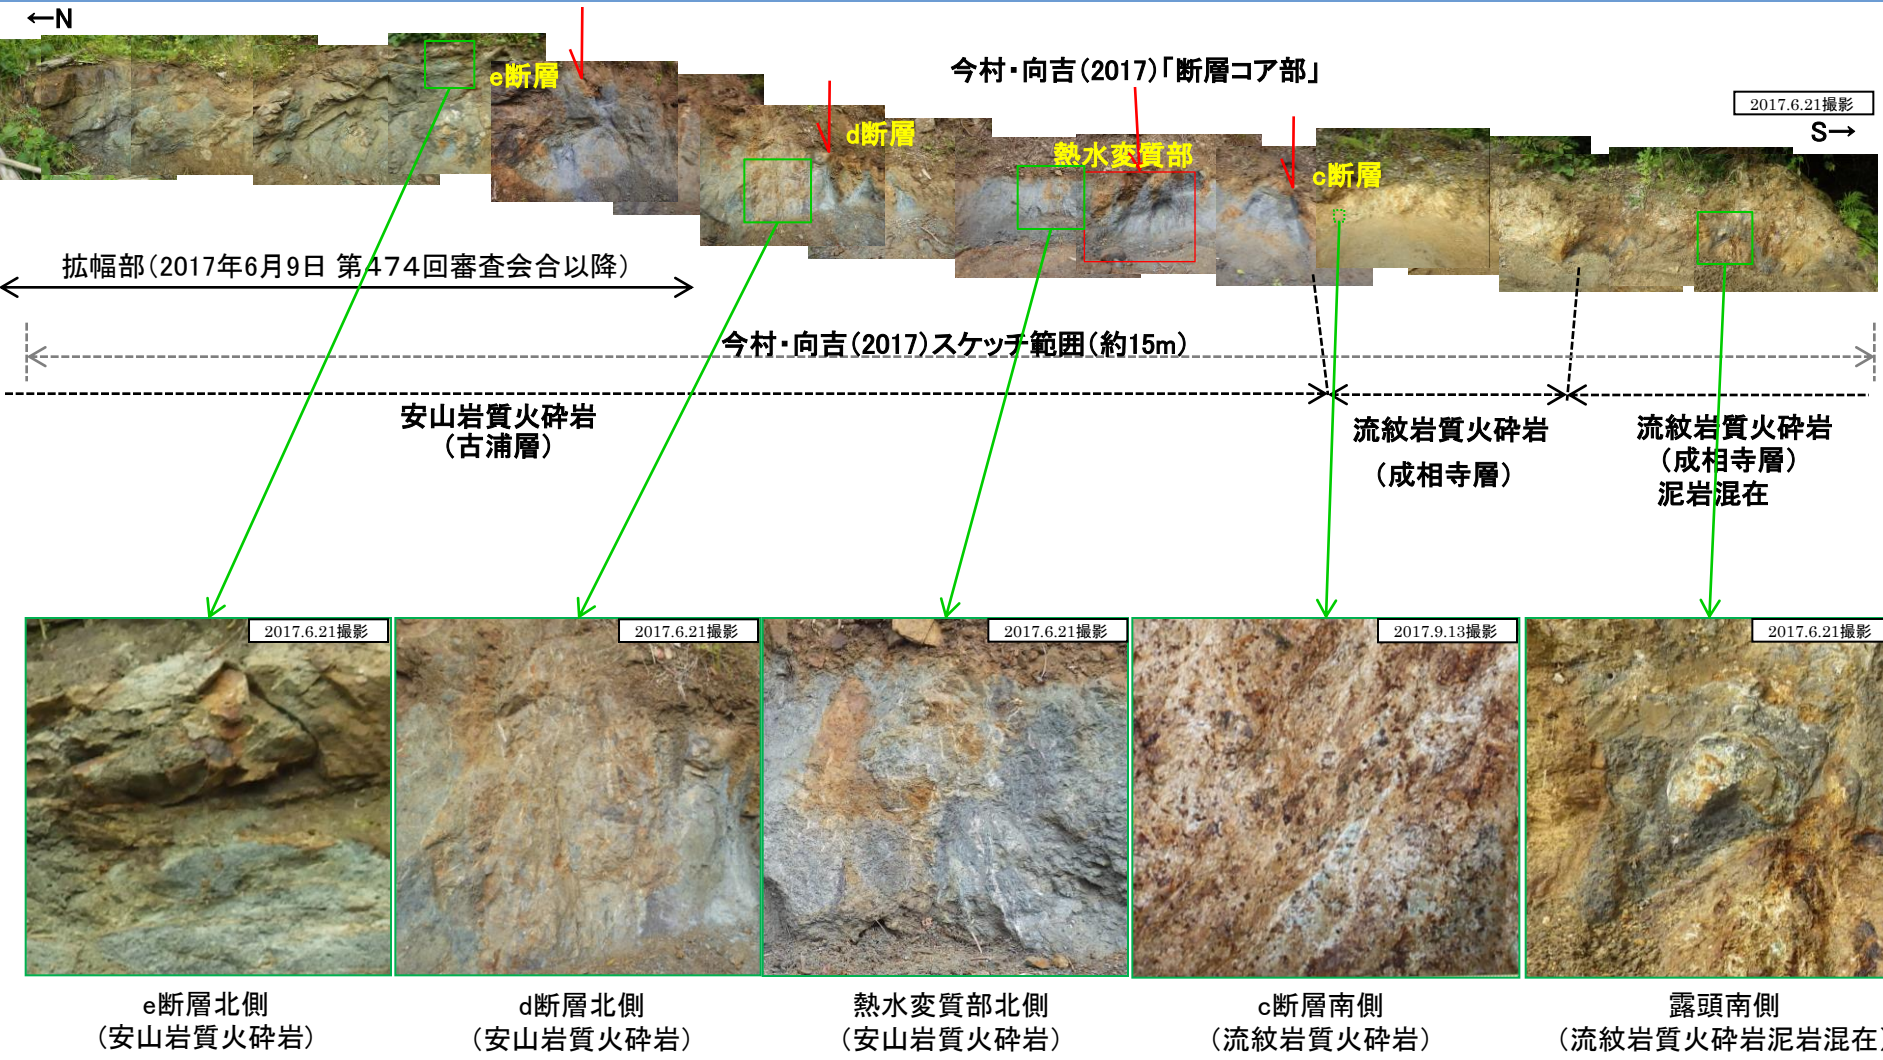 ←N
e断層
d断層
今村・向吉(2017)「断層コア部」
熱水変質部
c断層
2017.6.21撮影
S→
拡幅部(2017年6月9日 第474回審査会合以降)
今村・向吉(2017)スケッチ範囲(約15m)
安山岩質火砕岩
(古浦層)
流紋岩質火砕岩
(成相寺層)
流紋岩質火砕岩
(成相寺層)
泥岩混在
2017.6.21撮影
2017.6.21撮影
2017.6.21撮影
2017.9.13撮影
2017.6.21撮影
e断層北側
(安山岩質火砕岩)
d断層北側
(安山岩質火砕岩)
熱水変質部北側
(安山岩質火砕岩)
c断層南側
(流紋岩質火砕岩)
露頭南側
(流紋岩質火砕岩泥岩混在)